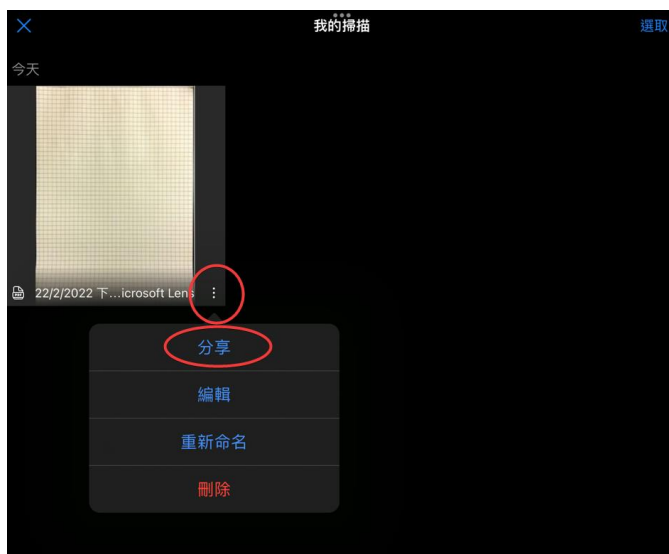 我的掃描
選取
今天
22/2/2022 下…icrosoft Lens
分享
編輯
重新命名
刪除